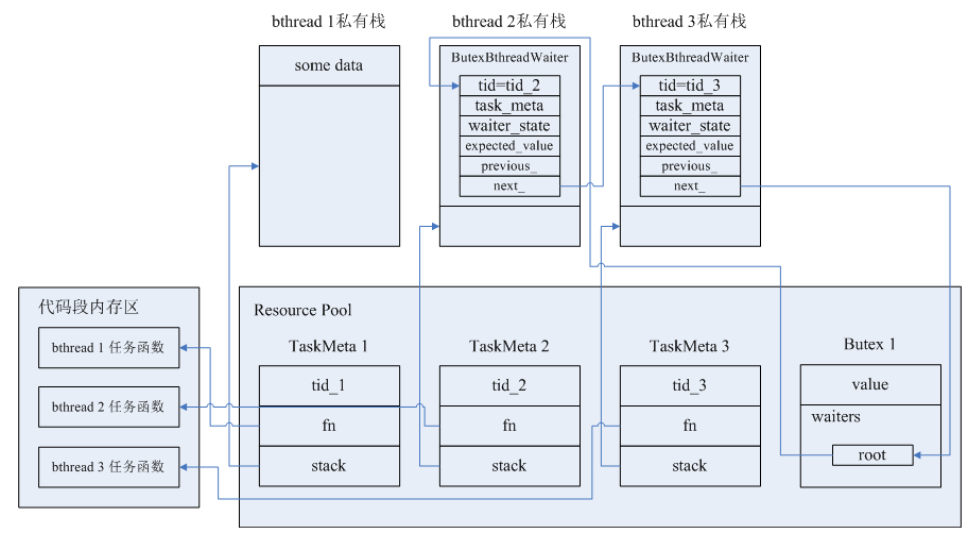 bthread 1私有栈
bthread 2私有栈
bthread 3私有栈
some data
ButexBthreadWaiter
tid=tid_2
task_meta
waiter_state
expected_value
previous_
next_
ButexBthreadWaiter
tid=tid_3
task_meta
waiter_state
expected_value
previous_
next_
代码段内存区
bthread 1 任务函数
bthread 2 任务函数
bthread 3 任务函数
Resource Pool
TaskMeta 1
tid_1
fn
stack
TaskMeta 2
tid_2
fn
stack
TaskMeta 3
tid_3
fn
stack
Butex 1
value
waiters
root